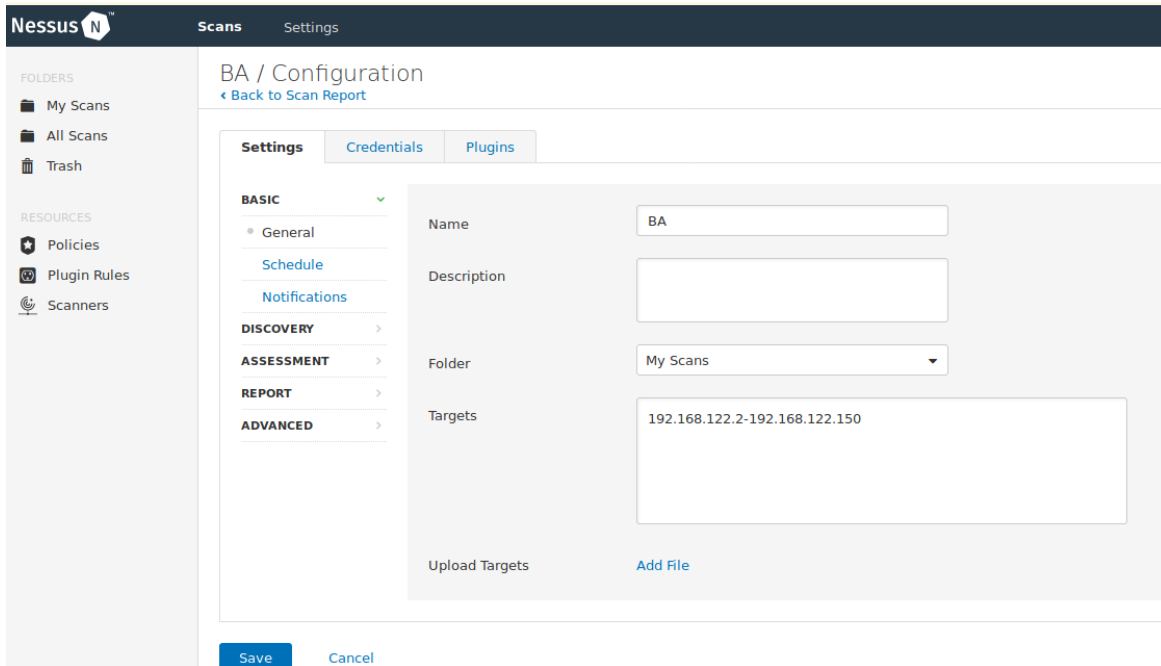 Nessus N ™
Scans Settings
FOLDERS
My Scans
All Scans
Trash
RESOURCES
Policies
Plugin Rules
Scanners
BA / Configuration
‹ Back to Scan Report
Settings Credentials Plugins
BASIC
General
Schedule
Notifications
DISCOVERY
ASSESSMENT
REPORT
ADVANCED
Name BA
Description
Folder My Scans
Targets 192.168.122.2-192.168.122.150
Upload Targets Add File
Save Cancel